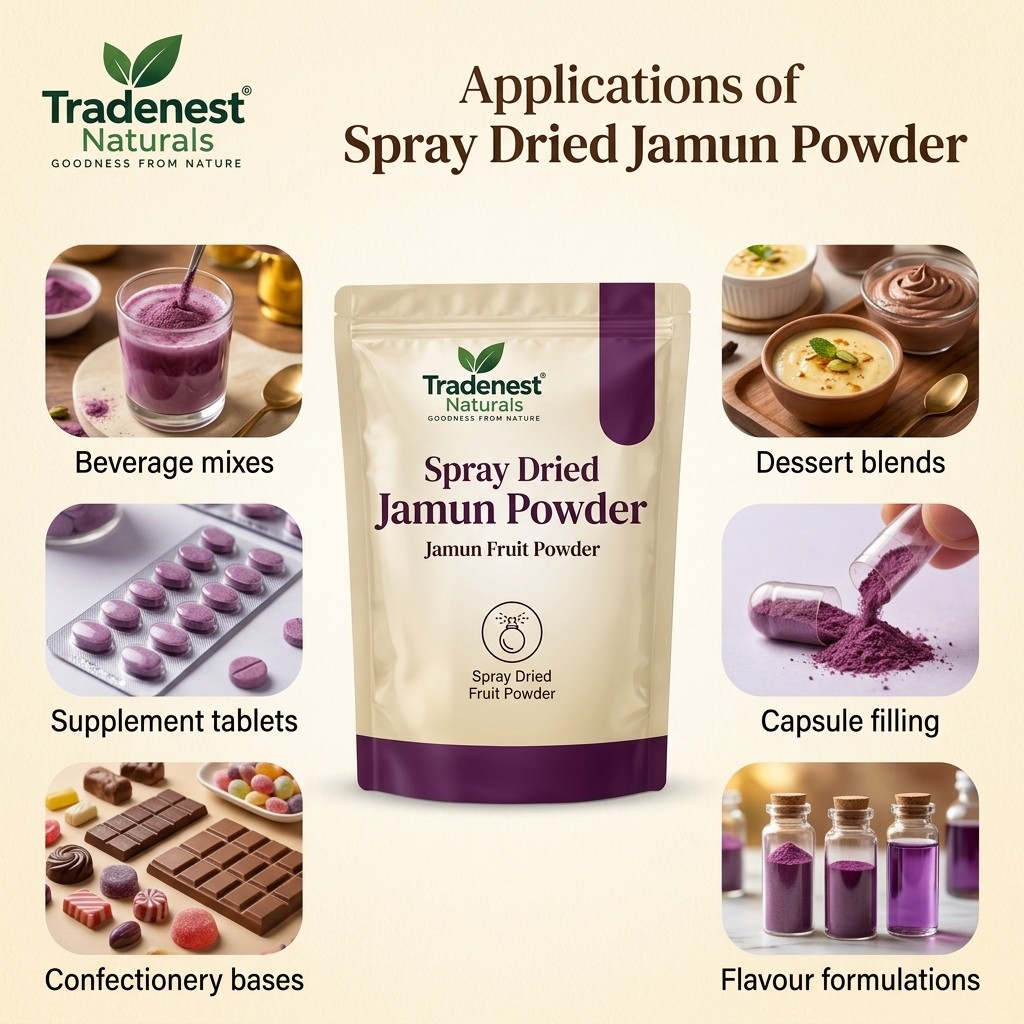 Tradenest®
Naturals
GOODNESS FROM NATURE
Applications of
Spray Dried Jamun Powder
Tradenest®
Naturals
GOODNESS FROM NATURE
Spray Dried
Jamun Powder
Jamun Fruit Powder
Spray Dried
Fruit Powder
Beverage mixes
Dessert blends
Supplement tablets
Capsule filling
Confectionery bases
Flavour formulations